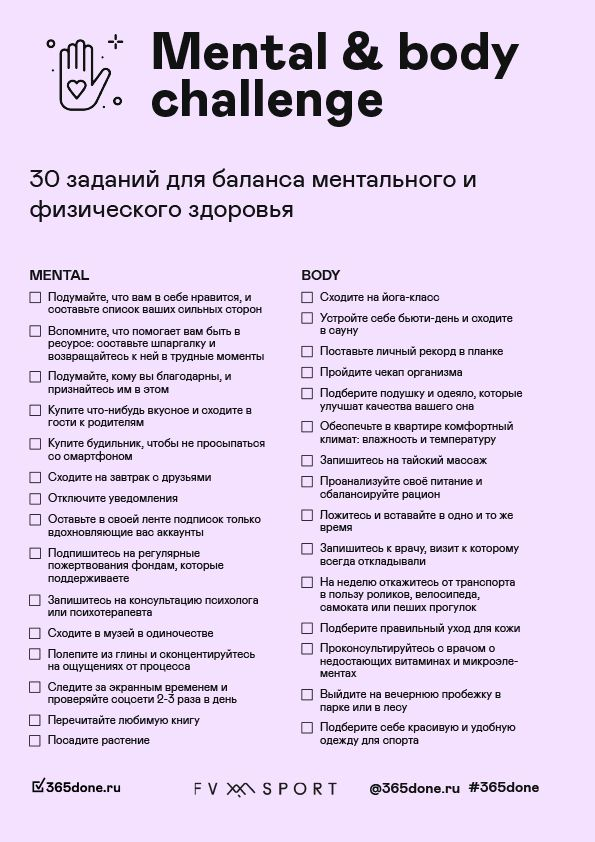 Mental & body
challenge
30 заданий для баланса ментального и
физического здоровья
MENTAL
Подумайте, что вам в себе нравится, и
составьте список ваших сильных сторон
Вспомните, что помогает вам быть в
ресурсе: составьте шпаргалку и
возвращайтесь к ней в трудные моменты
Подумайте, кому вы благодарны, и
признайтесь им в этом
Купите что-нибудь вкусное и сходите в
гости к родителям
Купите будильник, чтобы не просыпаться
со смартфоном
Сходите на завтрак с друзьями
Отключите уведомления
Оставьте в своей ленте подписок только
вдохновляющие вас аккаунты
Подпишитесь на регулярные
пожертвования фондам, которые
поддерживаете
Запишитесь на консультацию психолога
или психотерапевта
Сходите в музей в одиночестве
Полепите из глины и сконцентируйтесь
на ощущениях от процесса
Следите за экранным временем и
проверяйте соцсети 2-3 раза в день
Перечитайте любимую книгу
Посадите растение
BODY
Сходите на йога-класс
Устройте себе бьюти-день и сходите
в сауну
Поставьте личный рекорд в планке
Пройдите чекап организма
Подберите подушку и одеяло, которые
улучшат качества вашего сна
Обеспечьте в квартире комфортный
климат: влажность и температуру
Запишитесь на тайский массаж
Проанализуйте своё питание и
сбалансируйте рацион
Ложитесь и вставайте в одно и то же
время
Запишитесь к врачу, визит к которому
всегда откладывали
На неделю откажитесь от транспорта
в пользу роликов, велосипеда,
самоката или пеших прогулок
Подберите правильный уход для кожи
Проконсультируйтесь с врачом о
недостающих витаминах и микроэле-
ментах
Выйдите на вечернюю пробежку в
парке или в лесу
Подберите себе красивую и удобную
одежду для спорта
365done.ru
FV SPORT
@365done.ru #365done